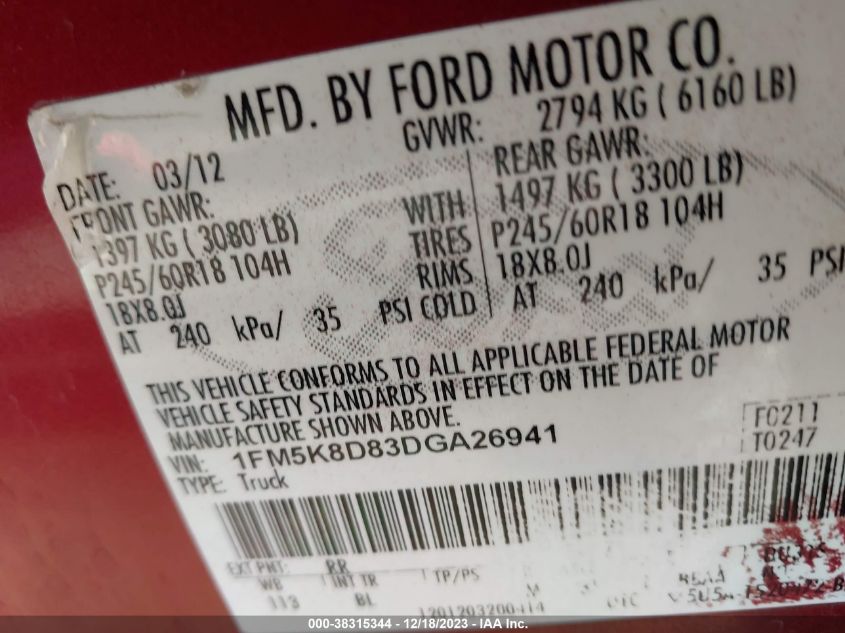 MFD. BY FORD MOTOR CO.
DATE: 03/12 GVWR: 2794 KG ( 6160 LB)
FRONT GAWR: REAR GAWR:
1397 KG ( 3080 LB) WITH 1497 KG ( 3300 LB)
P245/60R18 104H TIRES P245/60R18 104H
18X8.0J RIMS 18X8.0J
AT 240 kPa/ 35 PSI COLD AT 240 kPa/ 35 PSI
THIS VEHICLE CONFORMS TO ALL APPLICABLE FEDERAL MOTOR
VEHICLE SAFETY STANDARDS IN EFFECT ON THE DATE OF
MANUFACTURE SHOWN ABOVE.
VIN: 1FM5K8D83DGA26941
TYPE: Truck
F0211
T0247
EXT PNT: RR
WB INT TR TP/PS
113 BL
000-38315344 - 12/18/2023 - IAA Inc.